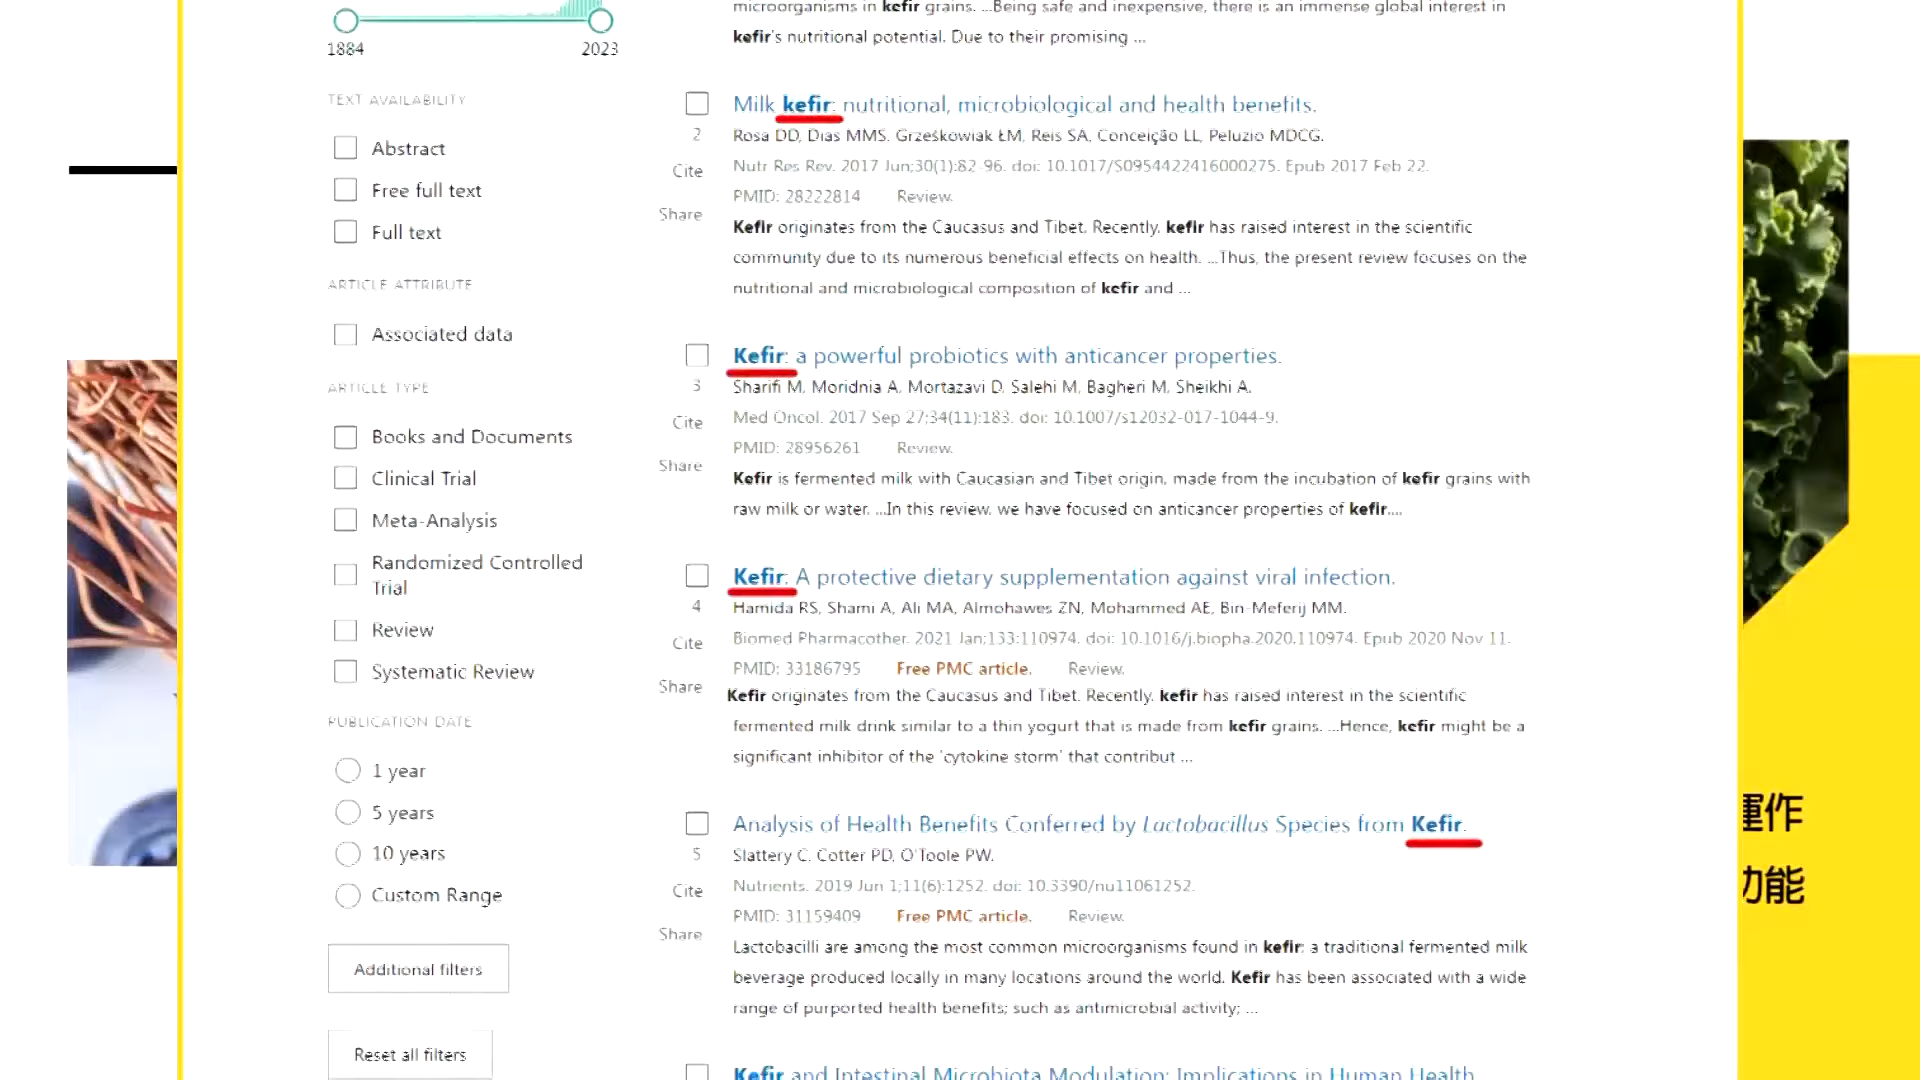 microorganisms in kefir grains. ...Being safe and inexpensive, there is an immense global interest in
kefir's nutritional potential. Due to their promising ...
1884
2023
TEXT AVAILABILITY
Abstract
Free full text
Full text
ARTICLE ATTRIBUTE
Associated data
ARTICLE TYPE
Books and Documents
Clinical Trial
Meta-Analysis
Randomized Controlled
Trial
Review
Systematic Review
PUBLICATION DATE
1 year
5 years
10 years
Custom Range
Additional filters
Reset all filters
Milk kefir: nutritional, microbiological and health benefits.
2
Rosa DD, Dias MMS, Grześkowiak ŁM, Reis SA, Conceição LL, Peluzio MDCG.
Cite
Nutr Res Rev. 2017 Jun;30(1):82-96. doi: 10.1017/S0954422416000275. Epub 2017 Feb 22.
PMID: 28222814 Review.
Share
Kefir originates from the Caucasus and Tibet. Recently, kefir has raised interest in the scientific
community due to its numerous beneficial effects on health. ...Thus, the present review focuses on the
nutritional and microbiological composition of kefir and ...
Kefir: a powerful probiotics with anticancer properties.
3
Sharifi M, Moridnia A, Mortazavi D, Salehi M, Bagheri M, Sheikhi A.
Cite
Med Oncol. 2017 Sep 27;34(11):183. doi: 10.1007/s12032-017-1044-9.
PMID: 28956261 Review.
Share
Kefir is fermented milk with Caucasian and Tibet origin, made from the incubation of kefir grains with
raw milk or water. ...In this review, we have focused on anticancer properties of kefir....
Kefir: A protective dietary supplementation against viral infection.
4
Hamida RS, Shami A, Ali MA, Almohawes ZN, Mohammed AE, Bin-Meferij MM.
Cite
Biomed Pharmacother. 2021 Jan;133:110974. doi: 10.1016/j.biopha.2020.110974. Epub 2020 Nov 11.
PMID: 33186795 Free PMC article. Review.
Share
Kefir originates from the Caucasus and Tibet. Recently, kefir has raised interest in the scientific
fermented milk drink similar to a thin yogurt that is made from kefir grains. ...Hence, kefir might be a
significant inhibitor of the 'cytokine storm' that contribut ...
Analysis of Health Benefits Conferred by Lactobacillus Species from Kefir.
5
Slattery C, Cotter PD, O'Toole PW.
Cite
Nutrients. 2019 Jun 1;11(6):1252. doi: 10.3390/nu11061252.
PMID: 31159409 Free PMC article. Review.
Share
Lactobacilli are among the most common microorganisms found in kefir; a traditional fermented milk
beverage produced locally in many locations around the world. Kefir has been associated with a wide
range of purported health benefits; such as antimicrobial activity; ...
Kefir and Intestinal Microbiota Modulation: Implications in Human Health
運作
功能